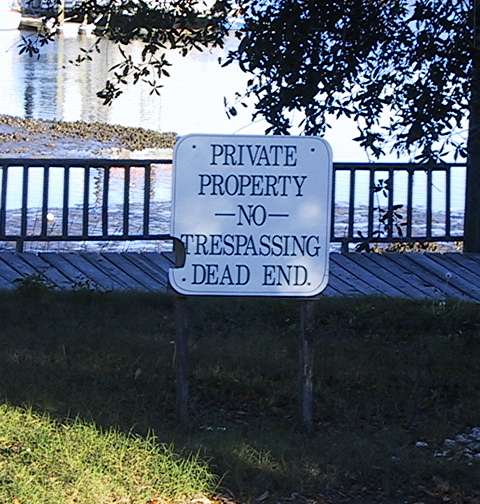 PRIVATE
PROPERTY
—NO—
TRESPASSING
DEAD END.